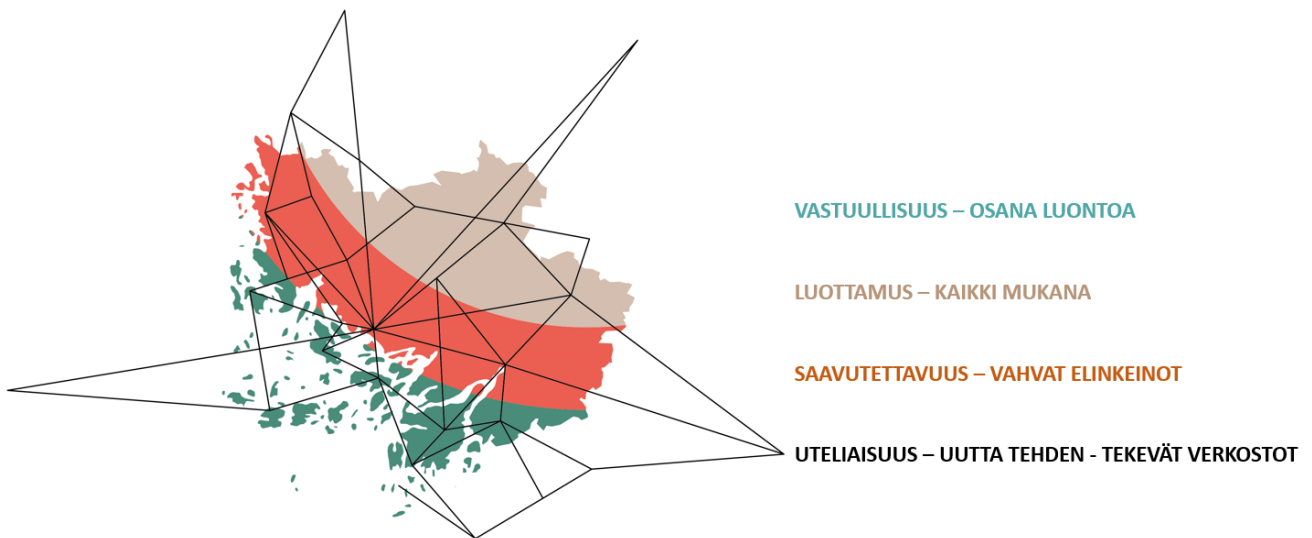 VASTUULLISUUS – OSANA LUONTOA
LUOTTAMUS – KAIKKI MUKANA
SAAVUTETTAVUUS – VAHVAT ELINKEINOT
UTELIAISUUS – UUTTA TEHDEN - TEKEVÄT VERKOSTOT